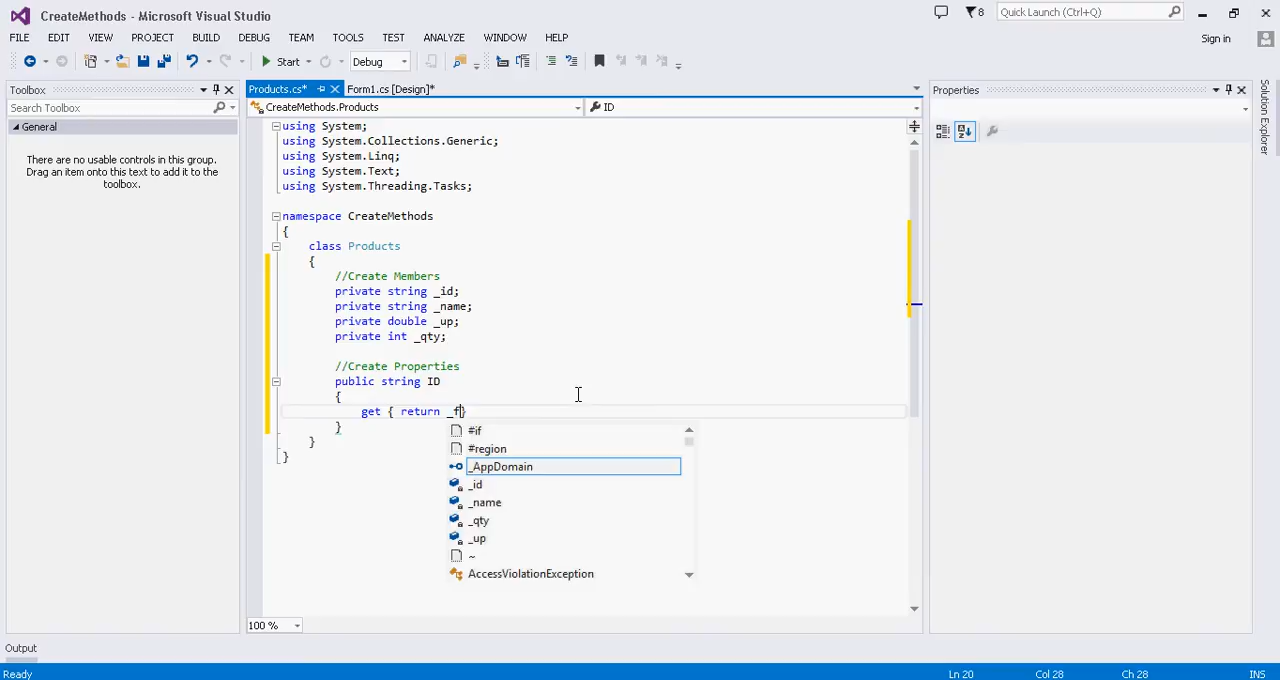 CreateMethods - Microsoft Visual Studio
8
Quick Launch (Ctrl+Q)
FILE EDIT VIEW PROJECT BUILD DEBUG TEAM TOOLS TEST ANALYZE WINDOW HELP
Sign in
Start Debug
Toolbox
Products.cs* Form1.cs [Design]*
Properties
Solution Explorer
Search Toolbox
CreateMethods.Products ID
General
There are no usable controls in this group.
Drag an item onto this text to add it to the
toolbox.
using System;
using System.Collections.Generic;
using System.Linq;
using System.Text;
using System.Threading.Tasks;
namespace CreateMethods
{
class Products
{
//Create Members
private string _id;
private string _name;
private double _up;
private int _qty;
//Create Properties
public string ID
{
get { return _f}
}
}
}
#if
#region
_AppDomain
_id
_name
_qty
_up
~
AccessViolationException
100 %
Output
Ready Ln 20 Col 28 Ch 28 INS